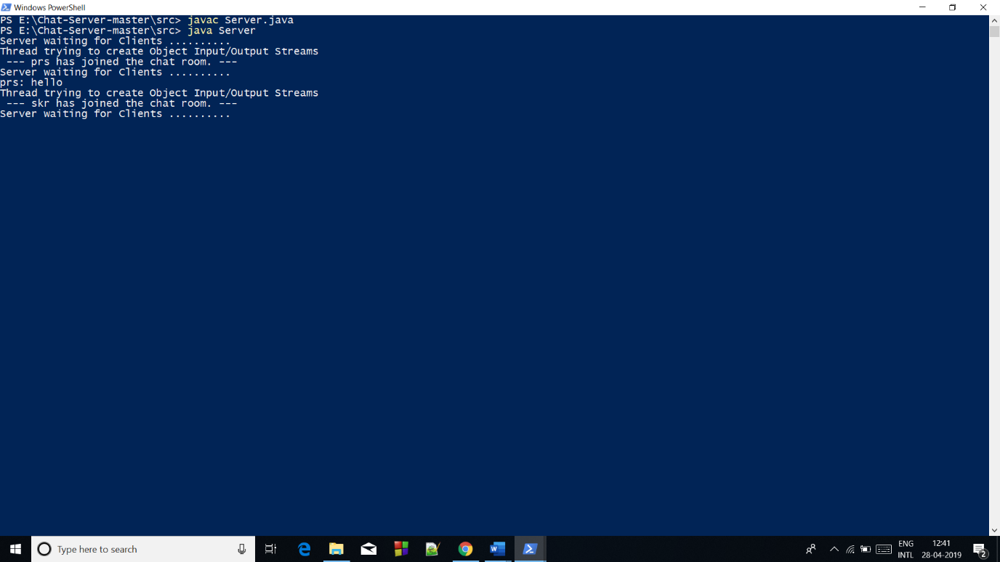 Windows PowerShell
PS E:\Chat-Server-master\src> javac Server.java
PS E:\Chat-Server-master\src> java Server
Server waiting for Clients ..........
Thread trying to create Object Input/Output Streams
 --- prs has joined the chat room. ---
Server waiting for Clients ..........
prs: hello
Thread trying to create Object Input/Output Streams
 --- skr has joined the chat room. ---
Server waiting for Clients ..........
Type here to search
ENG
INTL
12:41
28-04-2019
2